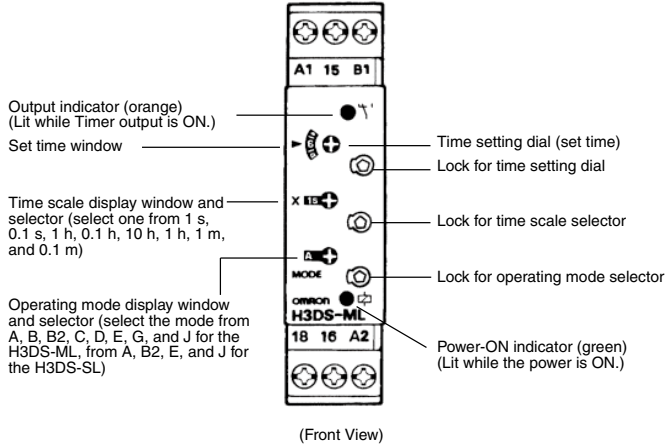 A1 15 B1
Output indicator (orange)
(Lit while Timer output is ON.)
Set time window
Time setting dial (set time)
Lock for time setting dial
Time scale display window and
selector (select one from 1 s,
0.1 s, 1 h, 0.1 h, 10 h, 1 h, 1 m,
and 0.1 m)
X
Lock for time scale selector
A
MODE
Lock for operating mode selector
OMRON
H3DS-ML
Operating mode display window
and selector (select the mode from
A, B, B2, C, D, E, G, and J for the
H3DS-ML, from A, B2, E, and J for
the H3DS-SL)
18 16 A2
Power-ON indicator (green)
(Lit while the power is ON.)
(Front View)